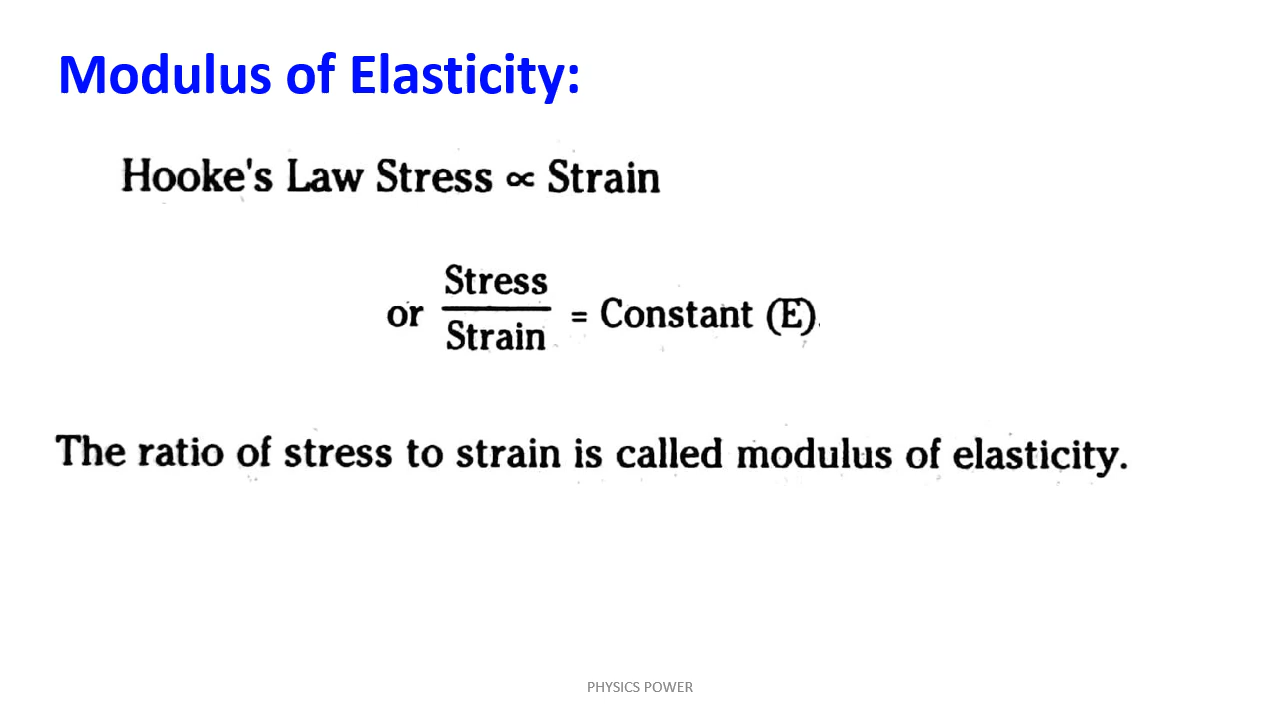 Modulus of Elasticity:
Hooke's Law Stress ∝ Strain
or Stress / Strain = Constant (E).
The ratio of stress to strain is called modulus of elasticity.
PHYSICS POWER